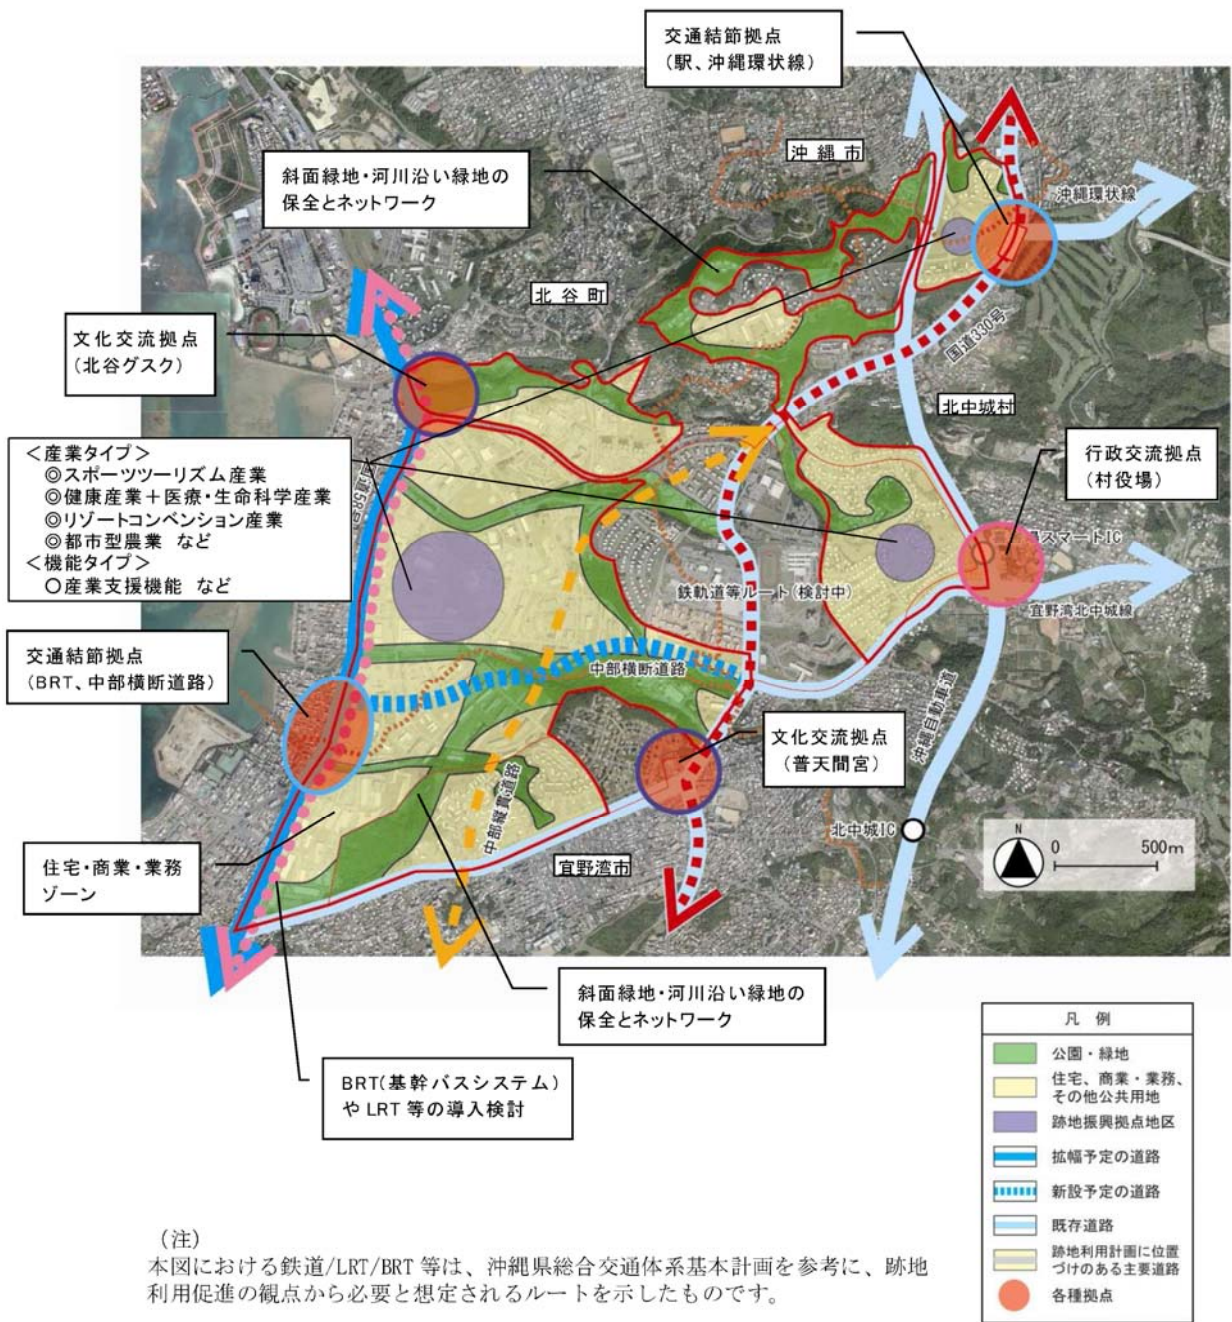 交通結節拠点
(駅、沖縄環状線)
沖縄市
斜面緑地・河川沿い緑地の
保全とネットワーク
沖縄環状線
北谷町
文化交流拠点
(北谷グスク)
国道330号
北中城村
<産業タイプ>
◎スポーツツーリズム産業
◎健康産業+医療・生命科学産業
◎リゾートコンベンション産業
◎都市型農業 など
<機能タイプ>
○産業支援機能 など
国道58号
行政交流拠点
(村役場)
スマートIC
鉄軌道等ルート(検討中)
宜野湾北中城線
交通結節拠点
(BRT、中部横断道路)
中部横断道路
沖縄自動車道
文化交流拠点
(普天間宮)
中部縦貫道路
北中城IC
住宅・商業・業務
ゾーン
宜野湾市
N
0 500m
斜面緑地・河川沿い緑地の
保全とネットワーク
BRT(基幹バスシステム)
や LRT 等の導入検討
凡 例
公園・緑地
住宅、商業・業務、
その他公共用地
跡地振興拠点地区
拡幅予定の道路
新設予定の道路
既存道路
跡地利用計画に位置
づけのある主要道路
各種拠点
(注)
本図における鉄道/LRT/BRT 等は、沖縄県総合交通体系基本計画を参考に、跡地
利用促進の観点から必要と想定されるルートを示したものです。